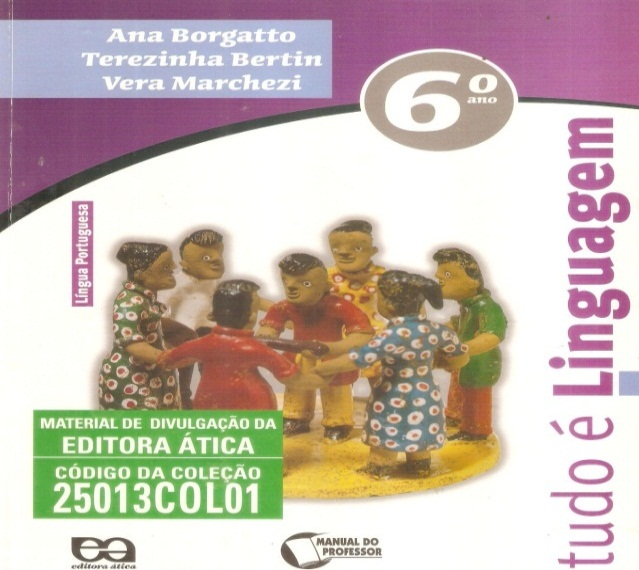 Ana Borgatto
Terezinha Bertin
Vera Marchezi
6º
ano
Língua Portuguesa
tudo é Linguagem
MATERIAL DE DIVULGAÇÃO DA
EDITORA ÁTICA
CÓDIGO DA COLEÇÃO
25013COL01
ea
editora ática
MANUAL DO
PROFESSOR